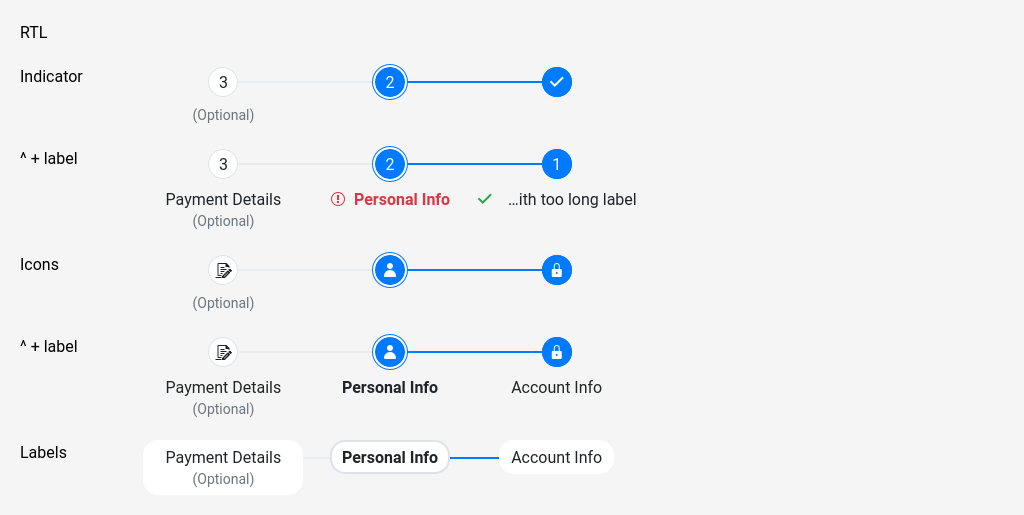 RTL
Indicator
3
2
(Optional)
^ + label
3
2
1
Payment Details
Personal Info
...ith too long label
(Optional)
Icons
(Optional)
^ + label
Payment Details
Personal Info
Account Info
(Optional)
Labels
Payment Details
Personal Info
Account Info
(Optional)